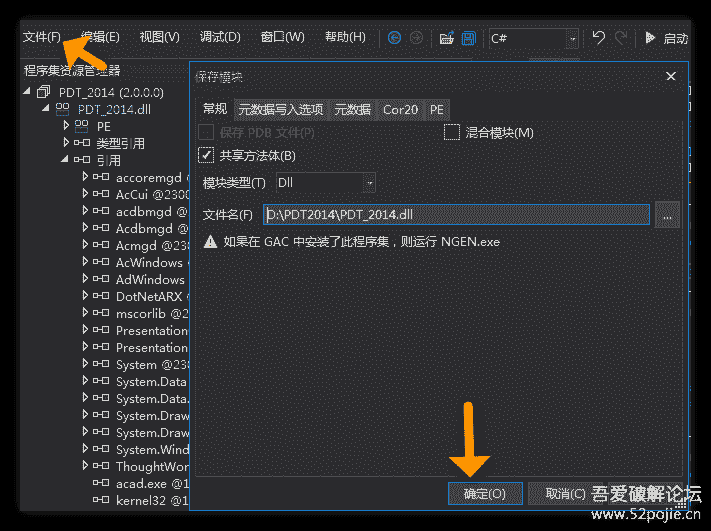 文件(F) 编辑(E) 视图(V) 调试(D) 窗口(W) 帮助(H) C# 启动
程序集资源管理器
PDT_2014 (2.0.0.0)
PDT_2014.dll
PE
类型引用
引用
accoremgd
AcCui @2300
acdbmgd
Acdbmgd
Acmgd @23
AcWindows
AdWindows
DotNetARX
mscorlib @2
Presentation
Presentation
System @238
System.Data
System.Data.
System.Draw
System.Draw
System.Wind
ThoughtWor
acad.exe @1
kernel32 @1
保存模块
常规 元数据写入选项 元数据 Cor20 PE
保存 PDB 文件(P) 混合模块(M)
共享方法体(B)
模块类型(T) Dll
文件名(F) D:\PDT2014\PDT_2014.dll ...
如果在 GAC 中安装了此程序集，则运行 NGEN.exe
确定(O) 取消(C)
吾爱破解论坛
www.52pojie.cn